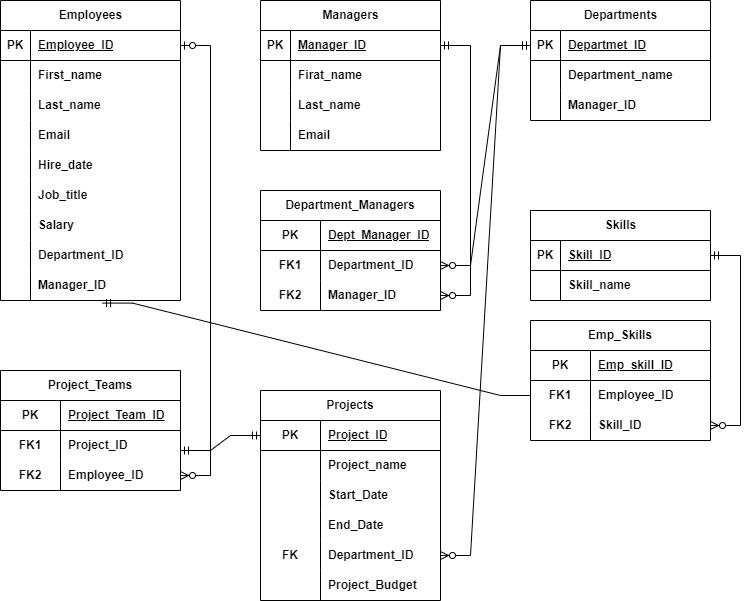 Employees
PK Employee_ID
First_name
Last_name
Email
Hire_date
Job_title
Salary
Department_ID
Manager_ID
Managers
PK Manager_ID
Firat_name
Last_name
Email
Departments
PK Departmet_ID
Department_name
Manager_ID
Department_Managers
PK Dept_Manager_ID
FK1 Department_ID
FK2 Manager_ID
Skills
PK Skill_ID
Skill_name
Emp_Skills
PK Emp_skill_ID
FK1 Employee_ID
FK2 Skill_ID
Project_Teams
PK Project_Team_ID
FK1 Project_ID
FK2 Employee_ID
Projects
PK Project_ID
Project_name
Start_Date
End_Date
FK Department_ID
Project_Budget